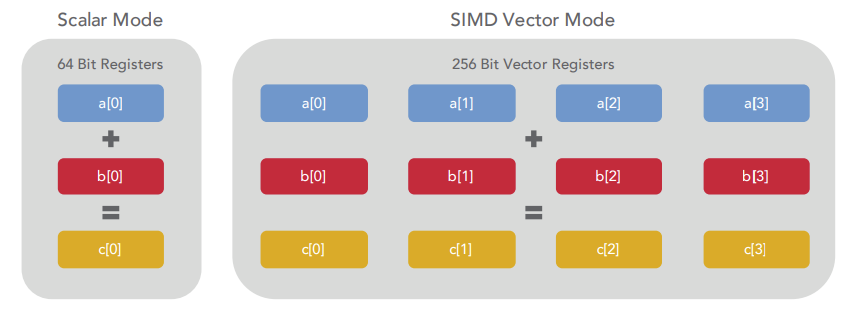 Scalar Mode
SIMD Vector Mode
64 Bit Registers
256 Bit Vector Registers
a[0]
a[0] a[1] a[2] a[3]
+
+
b[0]
b[0] b[1] b[2] b[3]
=
=
c[0]
c[0] c[1] c[2] c[3]